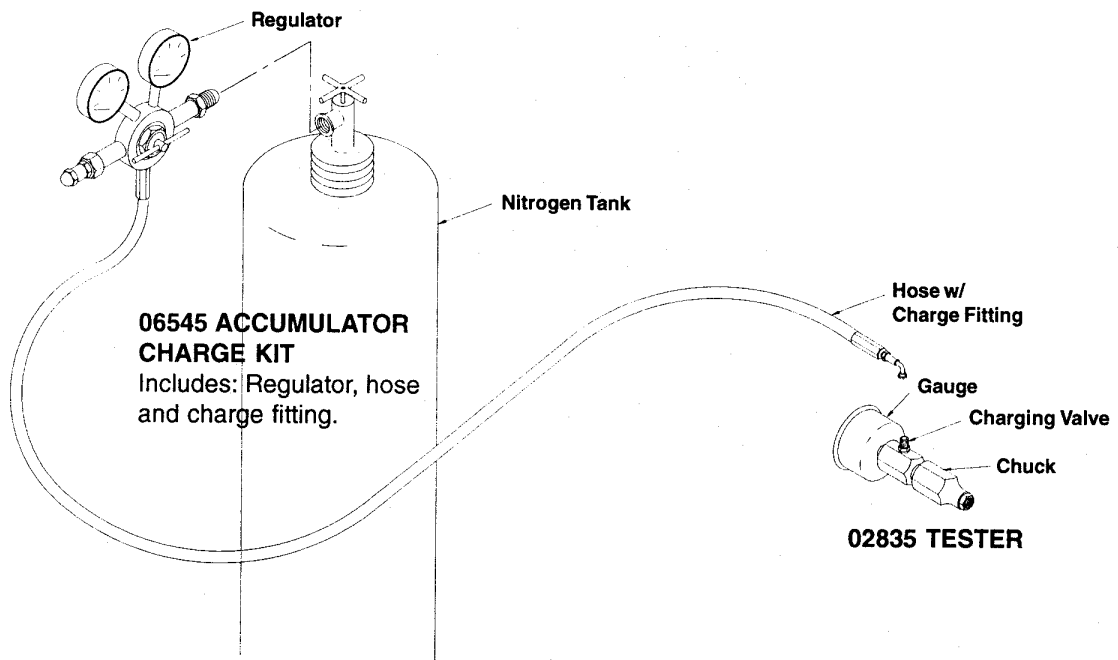 Regulator
Nitrogen Tank
06545 ACCUMULATOR
CHARGE KIT
Includes: Regulator, hose
and charge fitting.
Hose w/
Charge Fitting
Gauge
Charging Valve
Chuck
02835 TESTER